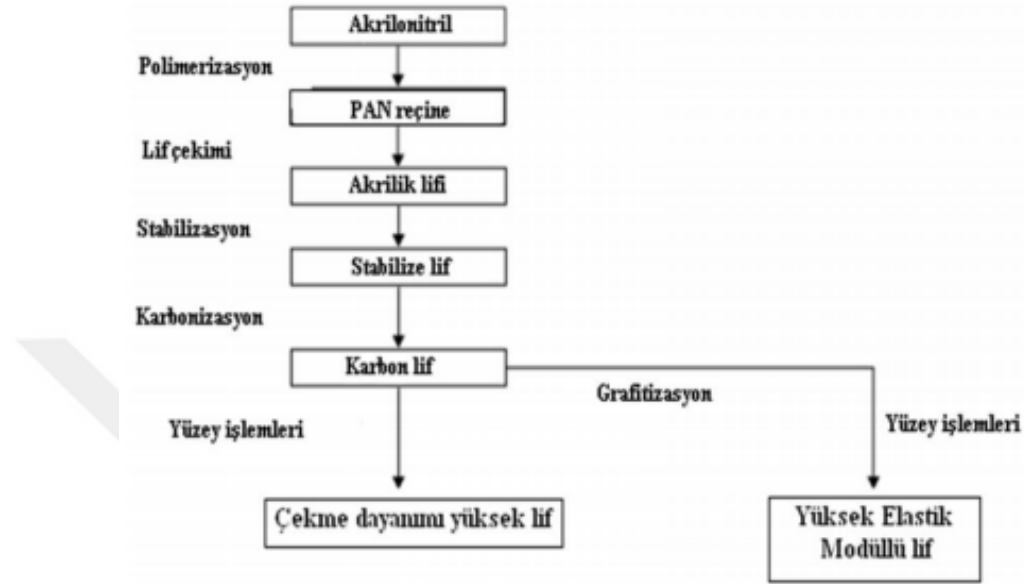 Akrilonitril
Polimerizasyon
PAN reçine
Lif çekimi
Akrilik lifi
Stabilizasyon
Stabilize lif
Karbonizasyon
Karbon lif
Grafitizasyon
Yüzey işlemleri
Yüzey işlemleri
Çekme dayanımı yüksek lif
Yüksek Elastik
Modüllü lif